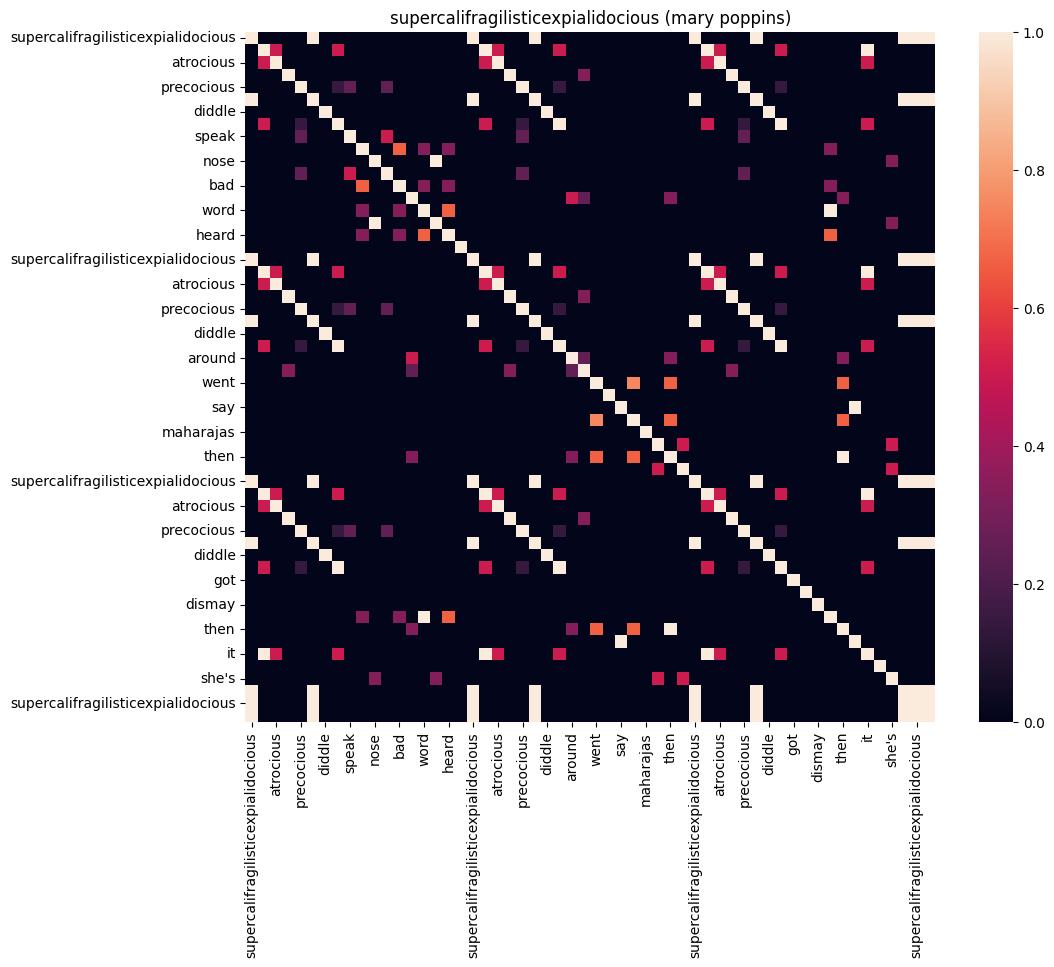 supercalifragilisticexpialidocious (mary poppins)
supercalifragilisticexpialidocious
atrocious
precocious
diddle
speak
nose
bad
word
heard
supercalifragilisticexpialidocious
atrocious
precocious
diddle
around
went
say
maharajas
then
supercalifragilisticexpialidocious
atrocious
precocious
diddle
got
dismay
then
it
she's
supercalifragilisticexpialidocious
1.0
0.8
0.6
0.4
0.2
0.0
supercalifragilisticexpialidocious
atrocious
precocious
diddle
speak
nose
bad
word
heard
supercalifragilisticexpialidocious
atrocious
precocious
diddle
around
went
say
maharajas
then
supercalifragilisticexpialidocious
atrocious
precocious
diddle
got
dismay
then
it
she's
supercalifragilisticexpialidocious